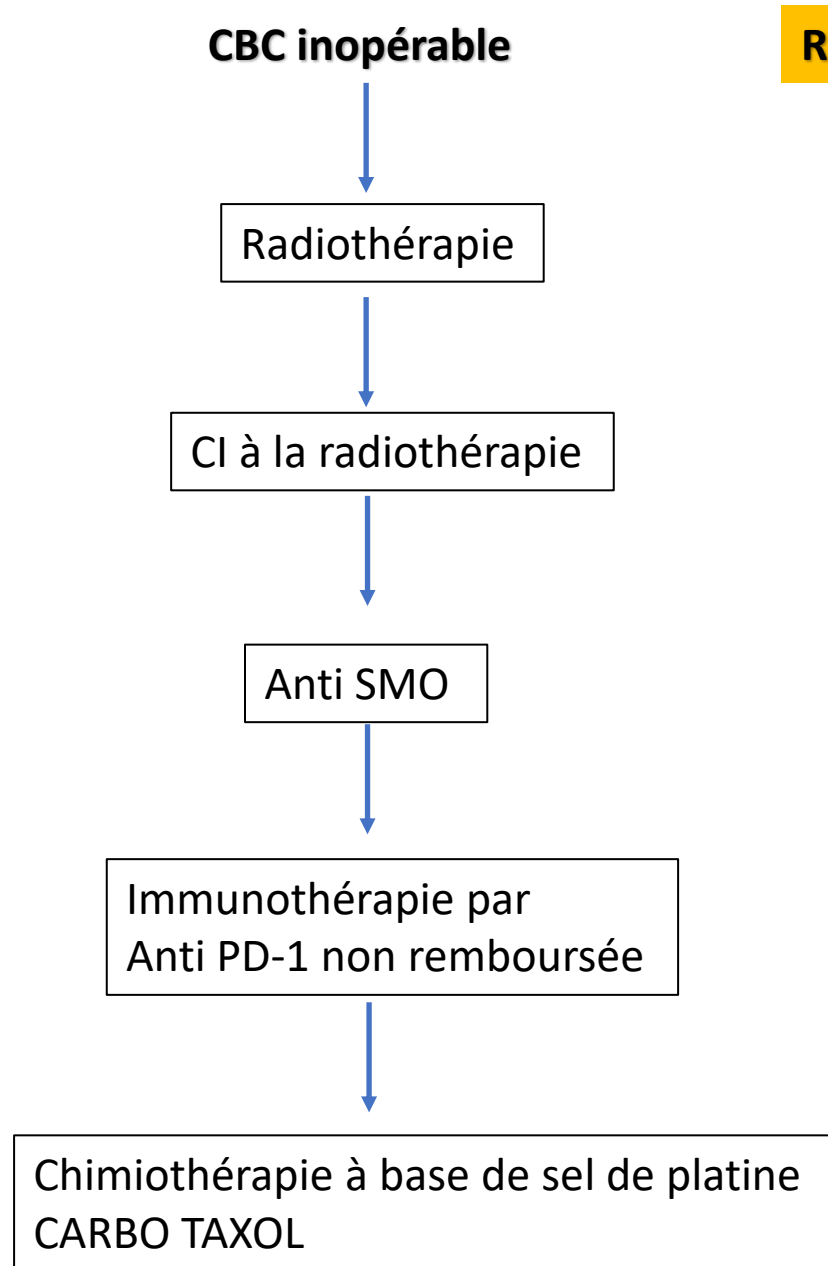 CBC inopérable
R
Radiothérapie
CI à la radiothérapie
Anti SMO
Immunothérapie par
Anti PD-1 non remboursée
Chimiothérapie à base de sel de platine
CARBO TAXOL